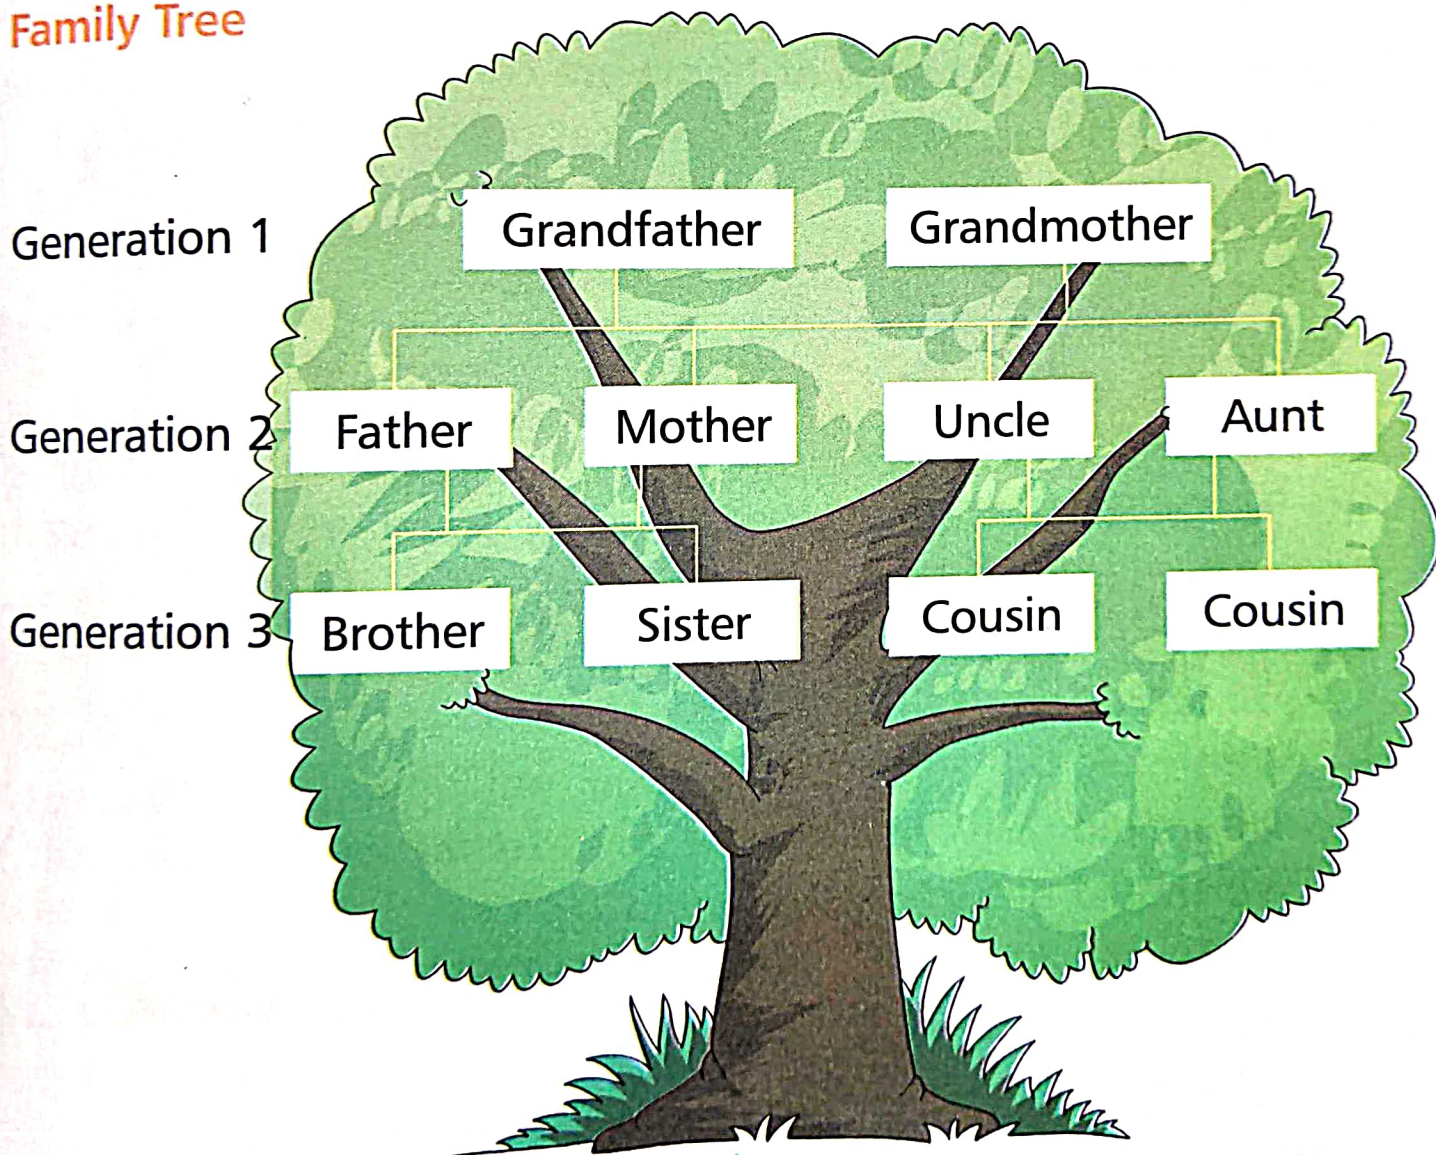 Family Tree
Generation 1 Grandfather Grandmother
Generation 2 Father Mother Uncle Aunt
Generation 3 Brother Sister Cousin Cousin